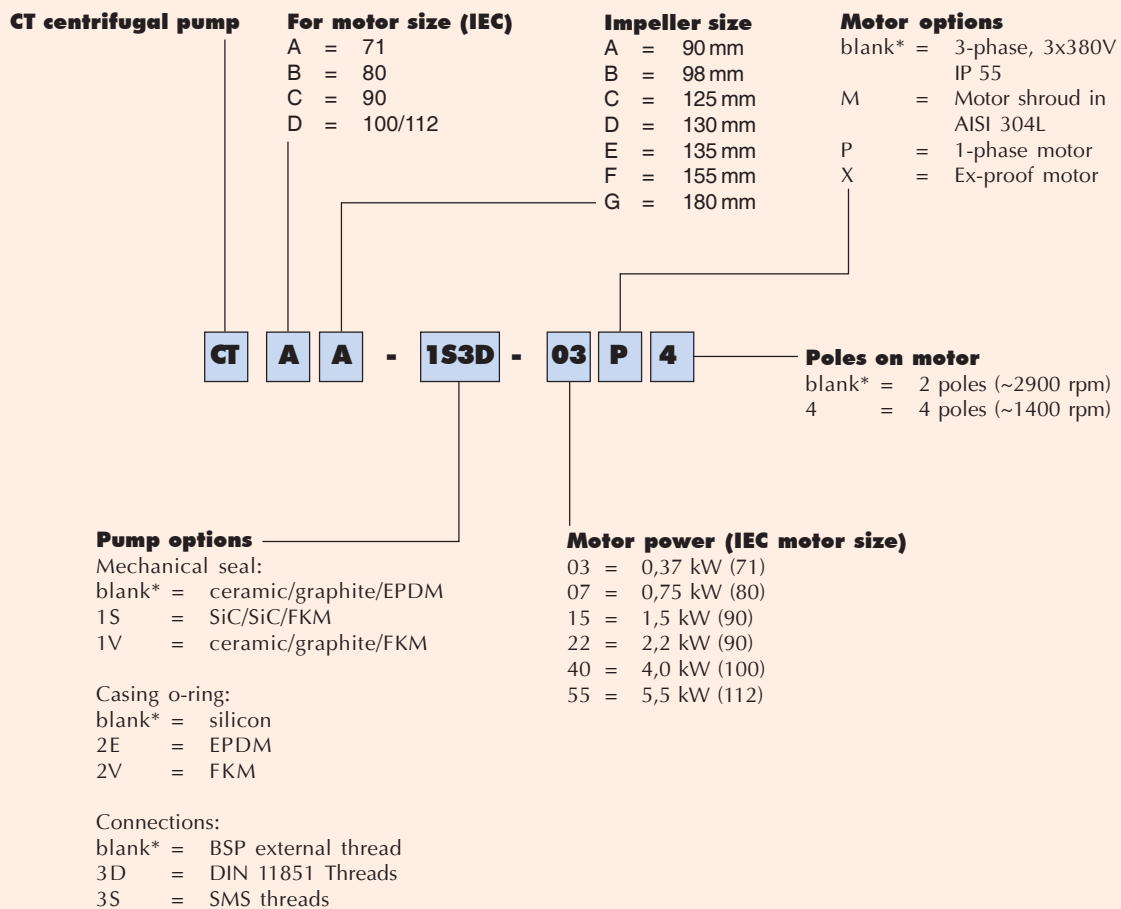 CT centrifugal pump
For motor size (IEC)
A = 71
B = 80
C = 90
D = 100/112
Impeller size
A = 90 mm
B = 98 mm
C = 125 mm
D = 130 mm
E = 135 mm
F = 155 mm
G = 180 mm
Motor options
blank* = 3-phase, 3x380V
IP 55
M = Motor shroud in
AISI 304L
P = 1-phase motor
X = Ex-proof motor
CT A A - 1S3D - 03 P 4
Poles on motor
blank* = 2 poles (~2900 rpm)
4 = 4 poles (~1400 rpm)
Pump options
Mechanical seal:
blank* = ceramic/graphite/EPDM
1S = SiC/SiC/FKM
1V = ceramic/graphite/FKM
Casing o-ring:
blank* = silicon
2E = EPDM
2V = FKM
Connections:
blank* = BSP external thread
3D = DIN 11851 Threads
3S = SMS threads
Motor power (IEC motor size)
03 = 0,37 kW (71)
07 = 0,75 kW (80)
15 = 1,5 kW (90)
22 = 2,2 kW (90)
40 = 4,0 kW (100)
55 = 5,5 kW (112)